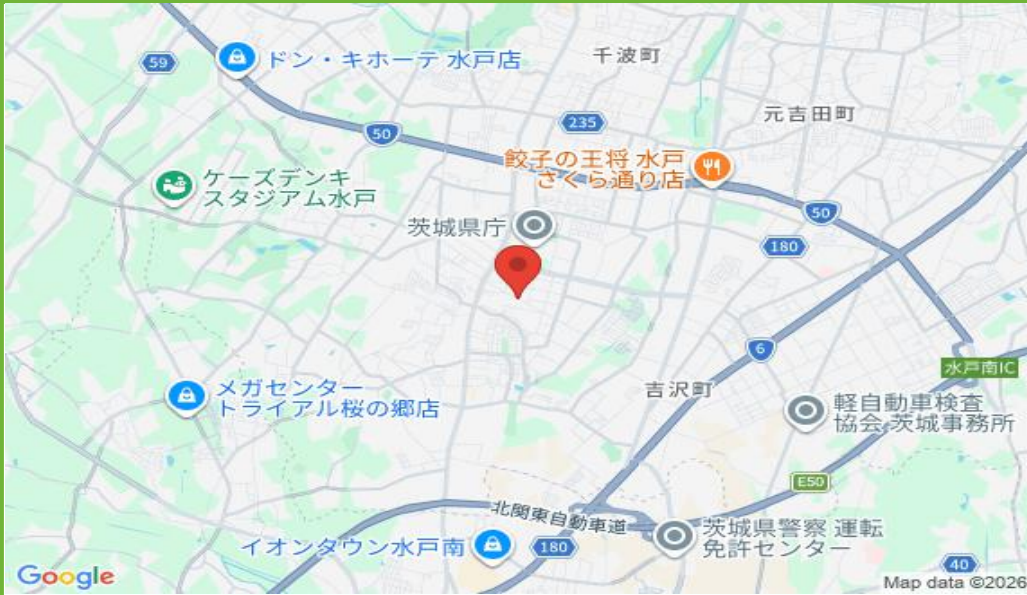 59
ドン・キホーテ 水戸店
千波町
元吉田町
235
50
餃子の王将 水戸
さくら通り店
ケーズデンキ
スタジアム水戸
茨城県庁
50
180
6
水戸南IC
メガセンター
トライアル桜の郷店
吉沢町
軽自動車検査
協会 茨城事務所
E50
北関東自動車道
茨城県警察 運転
免許センター
イオンタウン水戸南
180
40
Google
Map data ©2026